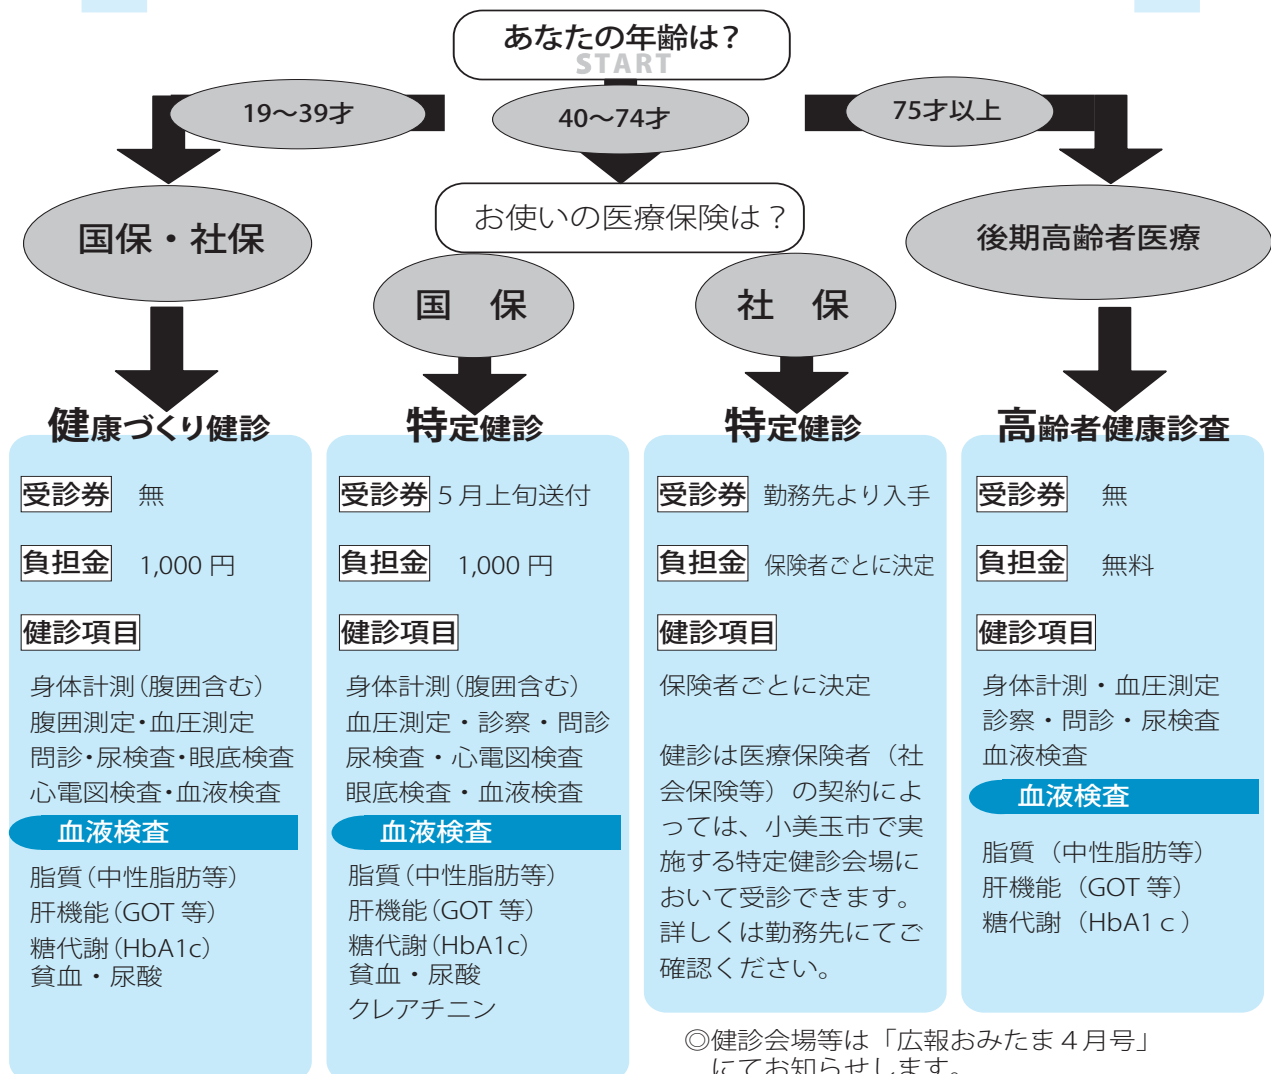 あなたの年齢は？
START
19〜39才
40〜74才
75才以上
国保・社保
お使いの医療保険は？
後期高齢者医療
国　保
社　保
健康づくり健診
受診券 無
負担金 1,000 円
健診項目
身体計測（腹囲含む）
腹囲測定・血圧測定
問診・尿検査・眼底検査
心電図検査・血液検査
血液検査
脂質（中性脂肪等）
肝機能（GOT 等）
糖代謝（HbA1c）
貧血・尿酸
特定健診
受診券 ５月上旬送付
負担金 1,000 円
健診項目
身体計測（腹囲含む）
血圧測定・診察・問診
尿検査・心電図検査
眼底検査・血液検査
血液検査
脂質（中性脂肪等）
肝機能（GOT 等）
糖代謝（HbA1c）
貧血・尿酸
クレアチニン
特定健診
受診券 勤務先より入手
負担金 保険者ごとに決定
健診項目
保険者ごとに決定
健診は医療保険者（社
会保険等）の契約によ
っては、小美玉市で実
施する特定健診会場に
おいて受診できます。
詳しくは勤務先にてご
確認ください。
高齢者健康診査
受診券 無
負担金 無料
健診項目
身体計測・血圧測定
診察・問診・尿検査
血液検査
血液検査
脂質（中性脂肪等）
肝機能（GOT 等）
糖代謝（HbA1ｃ）
◎健診会場等は「広報おみたま４月号」
にてお知らせします。